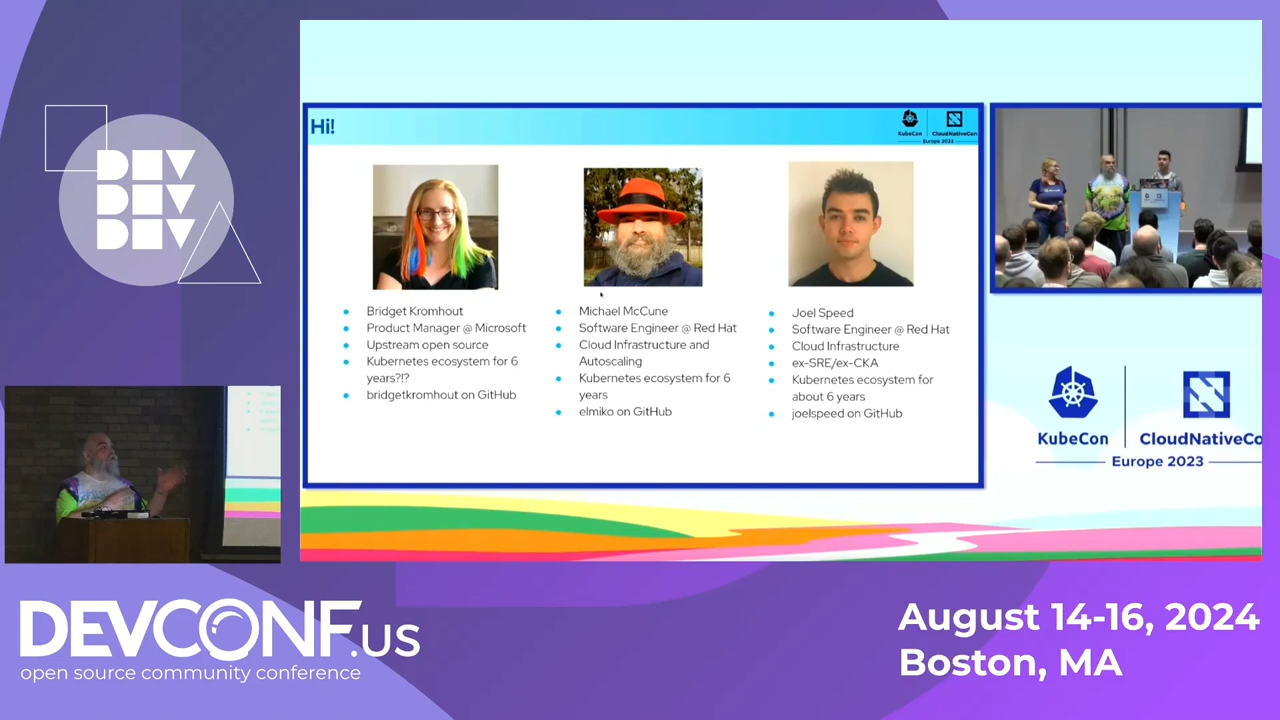 DEV
DEV
DEV
Hi!
KubeCon
CloudNativeCon
Europe 2023
Bridget Kromhout
Product Manager @ Microsoft
Upstream open source
Kubernetes ecosystem for 6
years?!?
bridgetkromhout on GitHub
Michael McCune
Software Engineer @ Red Hat
Cloud Infrastructure and
Autoscaling
Kubernetes ecosystem for 6
years
elmiko on GitHub
Joel Speed
Software Engineer @ Red Hat
Cloud Infrastructure
ex-SRE/ex-CKA
Kubernetes ecosystem for
about 6 years
joelspeed on GitHub
KubeCon
CloudNativeCo
Europe 2023
DEVCONF.US
open source community conference
August 14-16, 2024
Boston, MA